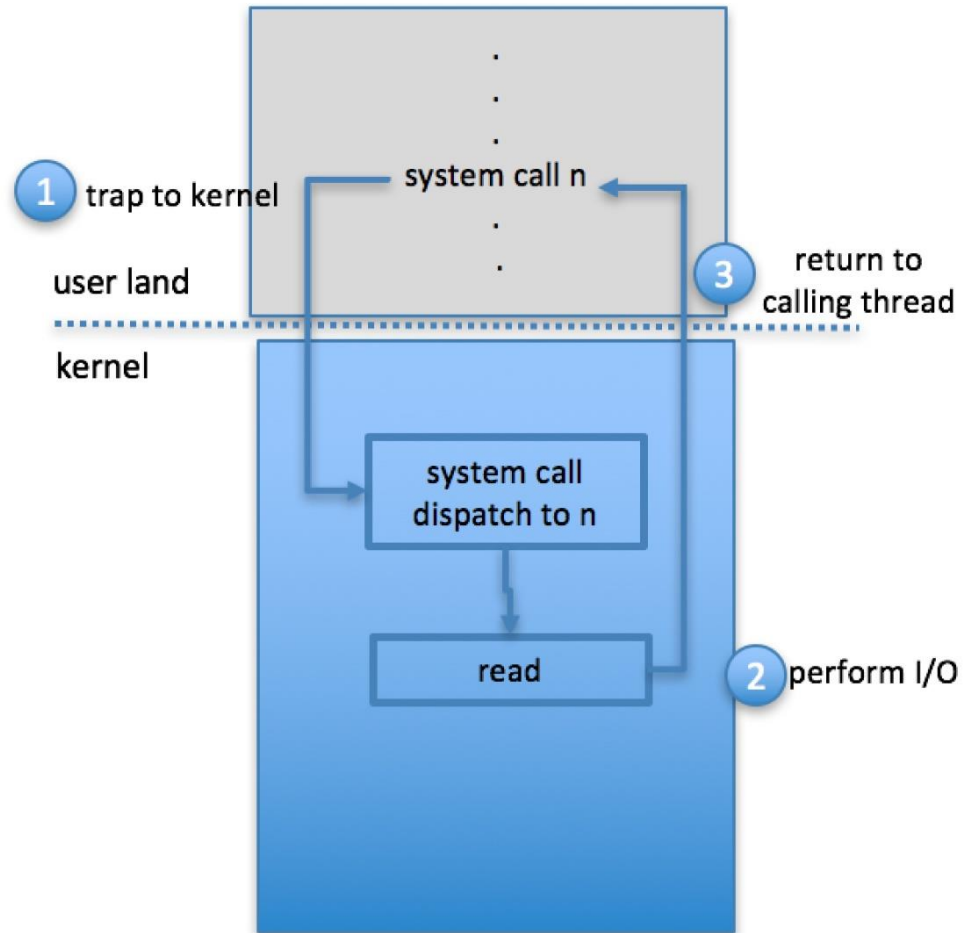 .
.
.
system call n
1 trap to kernel
.
.
3 return to
calling thread
user land
kernel
system call
dispatch to n
read
2 perform I/O